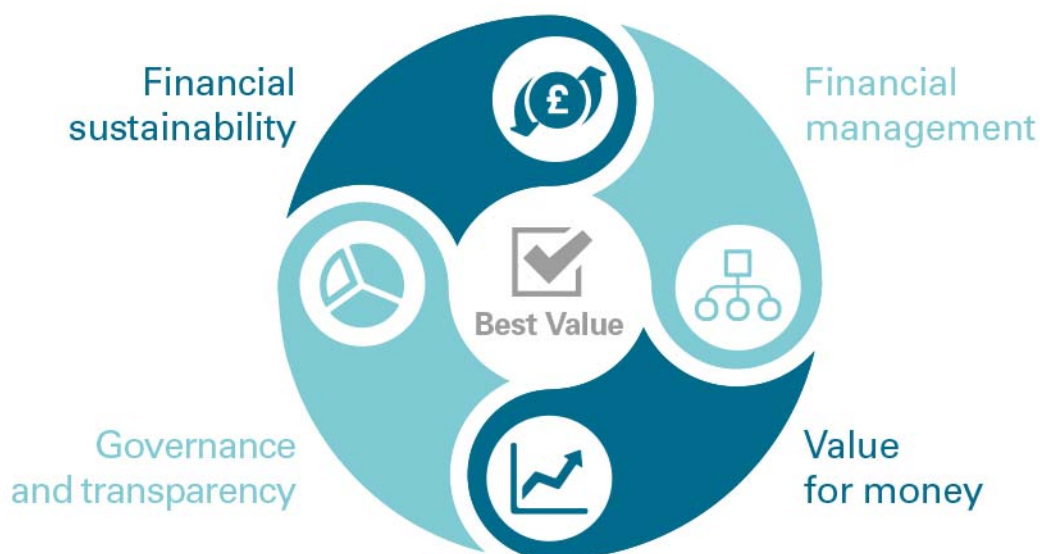 Financial
sustainability
Financial
management
£
Best Value
Governance
and transparency
Value
for money